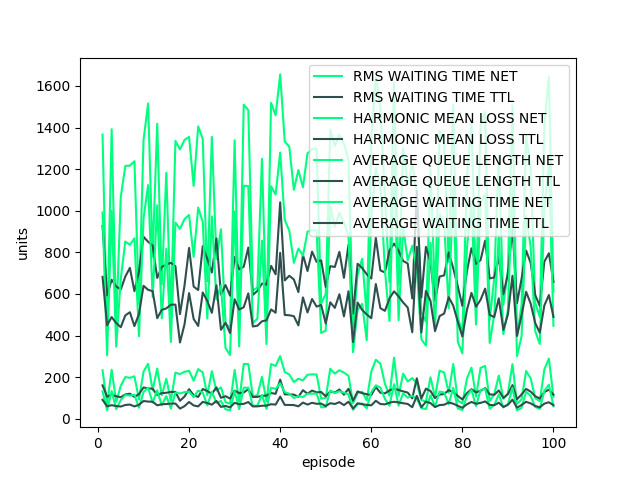 RMS WAITING TIME NET
RMS WAITING TIME TTL
HARMONIC MEAN LOSS NET
HARMONIC MEAN LOSS TTL
AVERAGE QUEUE LENGTH NET
AVERAGE QUEUE LENGTH TTL
AVERAGE WAITING TIME NET
AVERAGE WAITING TIME TTL
1600
1400
1200
1000
800
600
400
200
0
units
0 20 40 60 80 100
episode